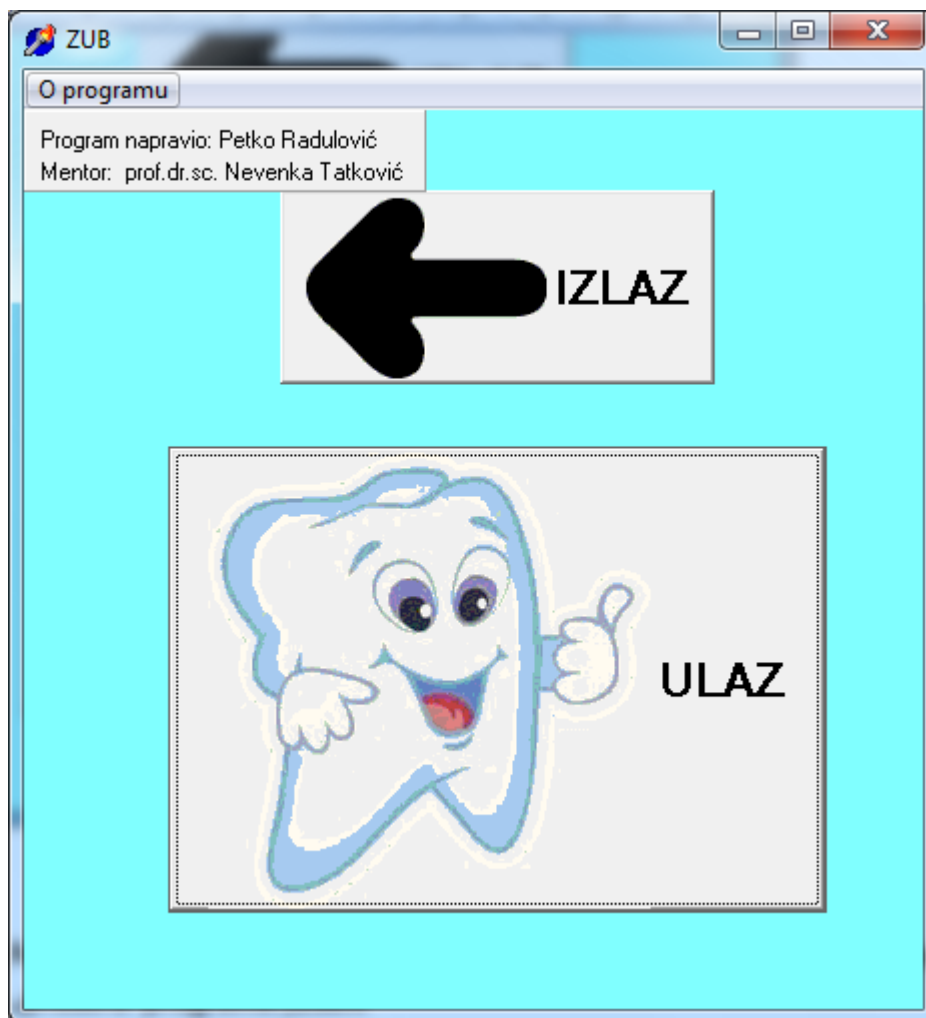 ZUB
O programu
Program napravio: Petko Radulović
Mentor: prof.dr.sc. Nevenka Tatković
IZLAZ
ULAZ